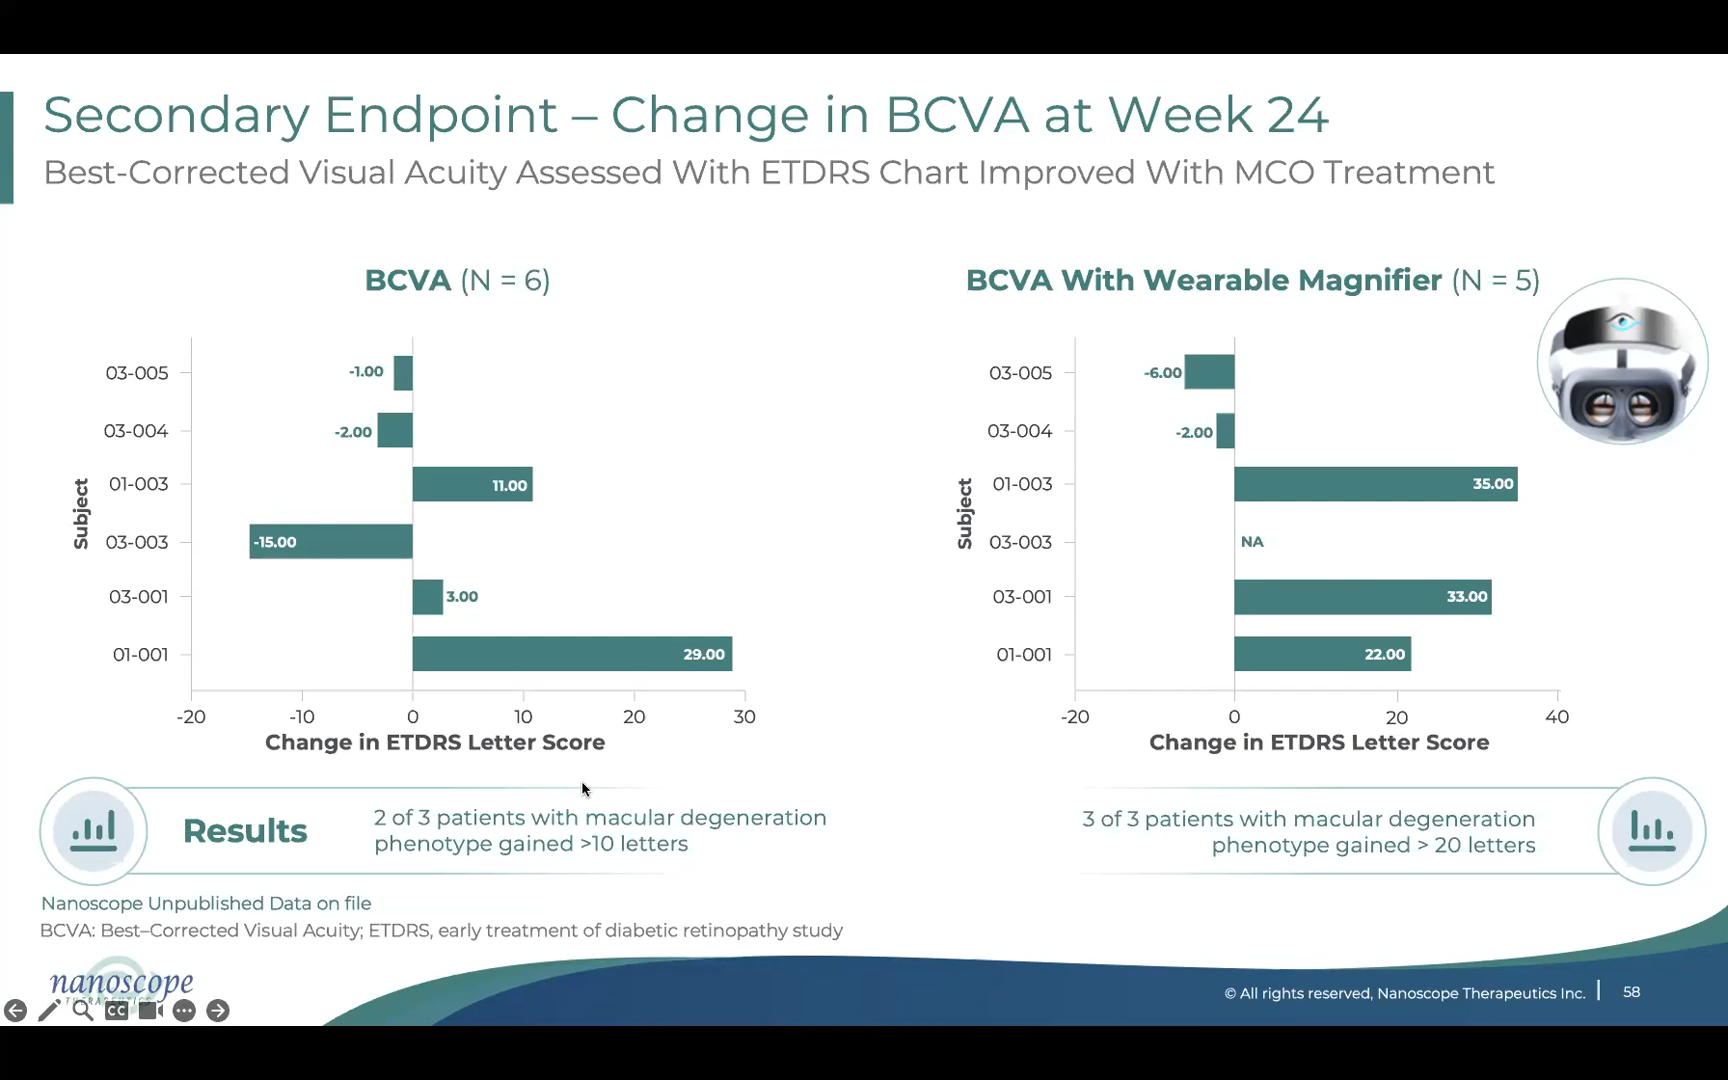 Secondary Endpoint – Change in BCVA at Week 24
Best-Corrected Visual Acuity Assessed With ETDRS Chart Improved With MCO Treatment
BCVA (N = 6)
03-005
-1.00
03-004
-2.00
01-003
11.00
Subject
03-003
-15.00
03-001
3.00
01-001
29.00
-20 -10 0 10 20 30
Change in ETDRS Letter Score
BCVA With Wearable Magnifier (N = 5)
03-005
-6.00
03-004
-2.00
01-003
35.00
Subject
03-003
NA
03-001
33.00
01-001
22.00
-20 0 20 40
Change in ETDRS Letter Score
Results
2 of 3 patients with macular degeneration
phenotype gained >10 letters
3 of 3 patients with macular degeneration
phenotype gained > 20 letters
Nanoscope Unpublished Data on file
BCVA: Best–Corrected Visual Acuity; ETDRS, early treatment of diabetic retinopathy study
nanoscope
THERAPEUTICS
CC
© All rights reserved, Nanoscope Therapeutics Inc. | 58